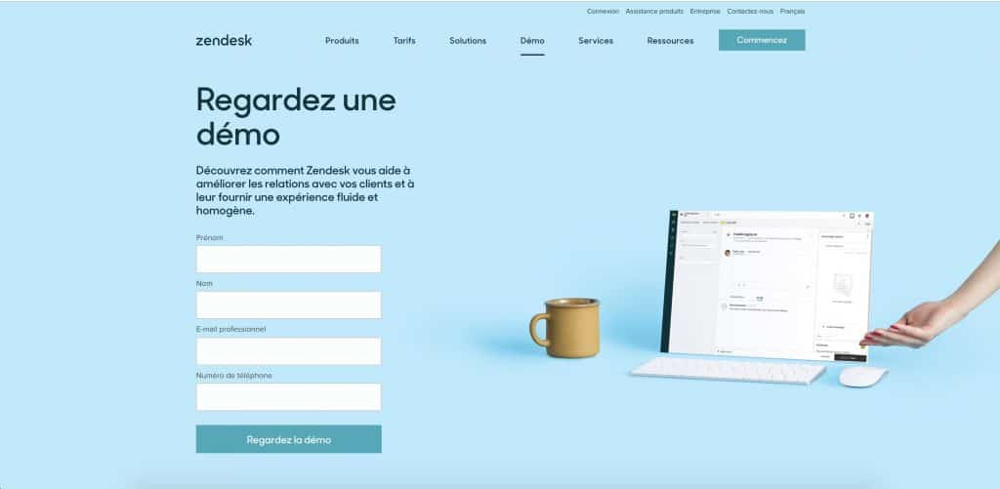 Connexion Assistance produits Entreprise Contactez-nous Français
zendesk Produits Tarifs Solutions Démo Services Ressources Commencez
Regardez une
démo
Découvrez comment Zendesk vous aide à
améliorer les relations avec vos clients et à
leur fournir une expérience fluide et
homogène.
Prénom
Nom
E-mail professionnel
Numéro de téléphone
Regardez la démo